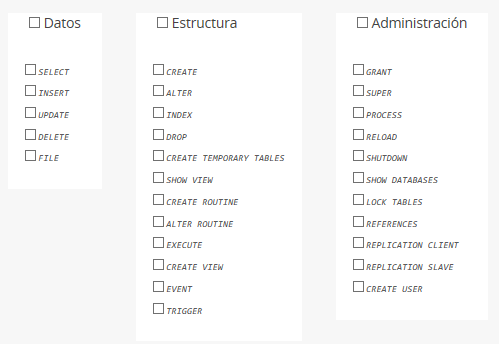 Datos
SELECT
INSERT
UPDATE
DELETE
FILE
Estructura
CREATE
ALTER
INDEX
DROP
CREATE TEMPORARY TABLES
SHOW VIEW
CREATE ROUTINE
ALTER ROUTINE
EXECUTE
CREATE VIEW
EVENT
TRIGGER
Administración
GRANT
SUPER
PROCESS
RELOAD
SHUTDOWN
SHOW DATABASES
LOCK TABLES
REFERENCES
REPLICATION CLIENT
REPLICATION SLAVE
CREATE USER